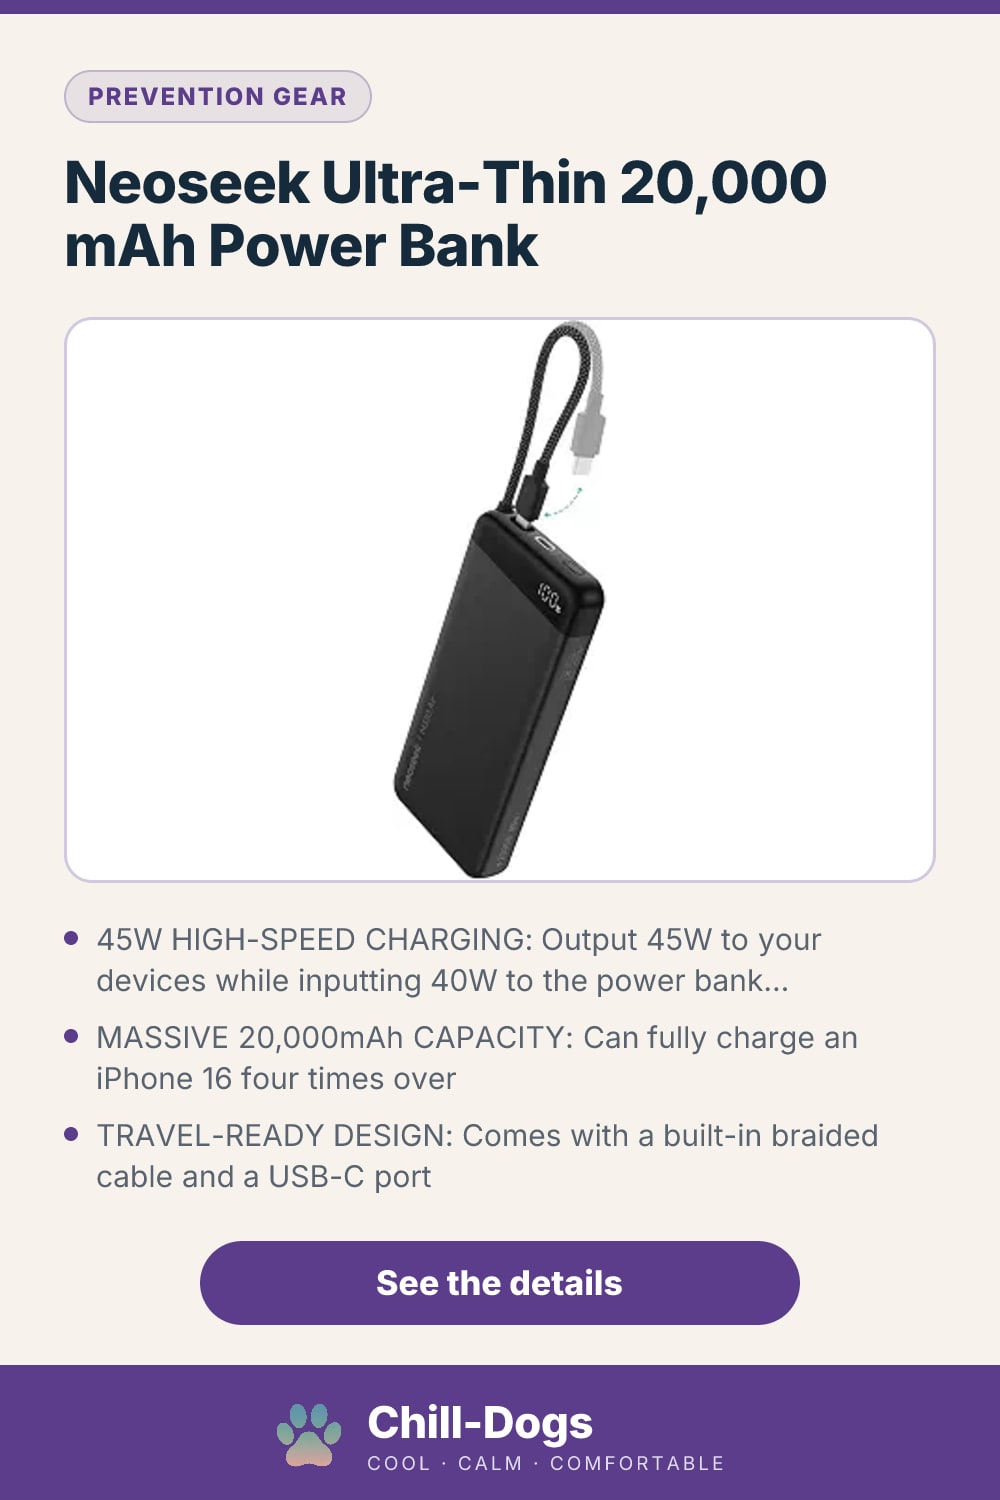 PREVENTION GEAR
Neoseek Ultra-Thin 20,000
mAh Power Bank
100%
neoseek
45W HIGH-SPEED CHARGING: Output 45W to your
devices while inputting 40W to the power bank...
MASSIVE 20,000mAh CAPACITY: Can fully charge an
iPhone 16 four times over
TRAVEL-READY DESIGN: Comes with a built-in braided
cable and a USB-C port
See the details
Chill-Dogs
COOL · CALM · COMFORTABLE